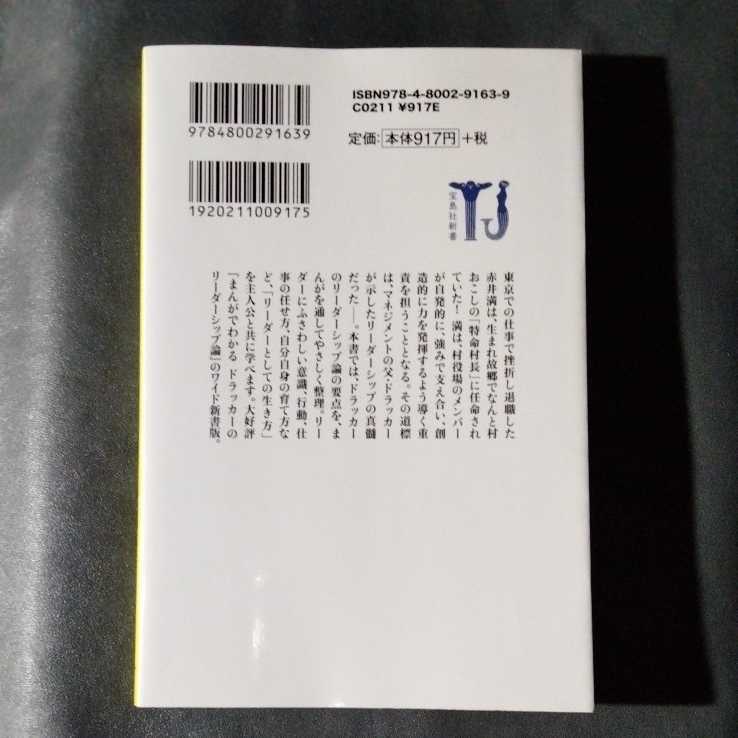 ISBN978-4-8002-9163-9
C0211 ¥917E
9784800291639
定価:本体917円+税
1920211009175
TJ
宝島社新書
東京での仕事で挫折し退職した
赤井満は、生まれ故郷でなんと村
おこしの「特命村長」に任命され
ていた! 満は、村役場のメンバー
が自発的に、強みで支え合い、創
造的に力を発揮するよう導く重
責を担うこととなる。その道標
は、マネジメントの父・ドラッカー
が示したリーダーシップの真髄
だった――。本書では、ドラッカー
のリーダーシップ論の要点を、ま
んがを通してやさしく整理。リー
ダーにふさわしい意識、行動、仕
事の任せ方、自分自身の育て方な
ど、「リーダーとしての生き方」
を主人公と共に学べます。大好評
『まんがでわかる ドラッカーの
リーダーシップ論』のワイド新書版。